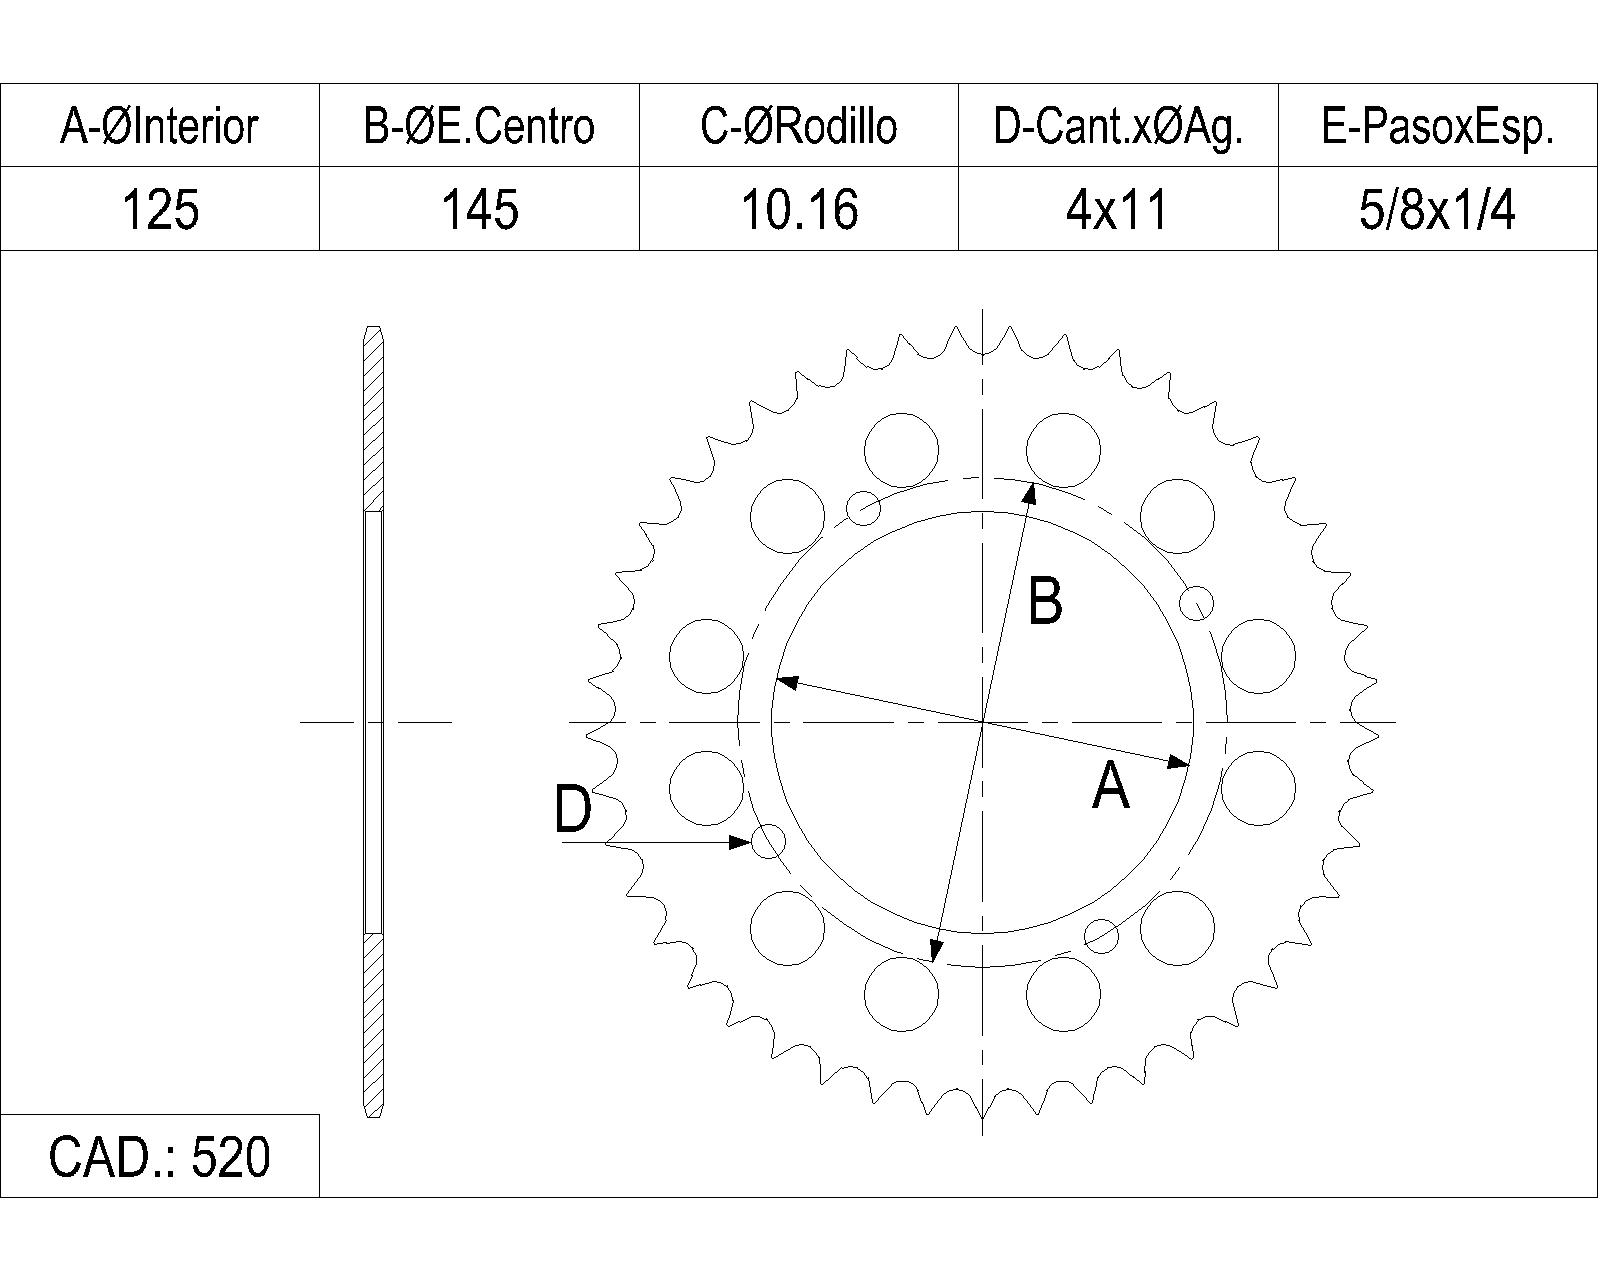 A-ØInterior B-ØE.Centro C-ØRodillo D-Cant.xØAg. E-PasoxEsp.
125 145 10.16 4x11 5/8x1/4
B
A
D
CAD.: 520